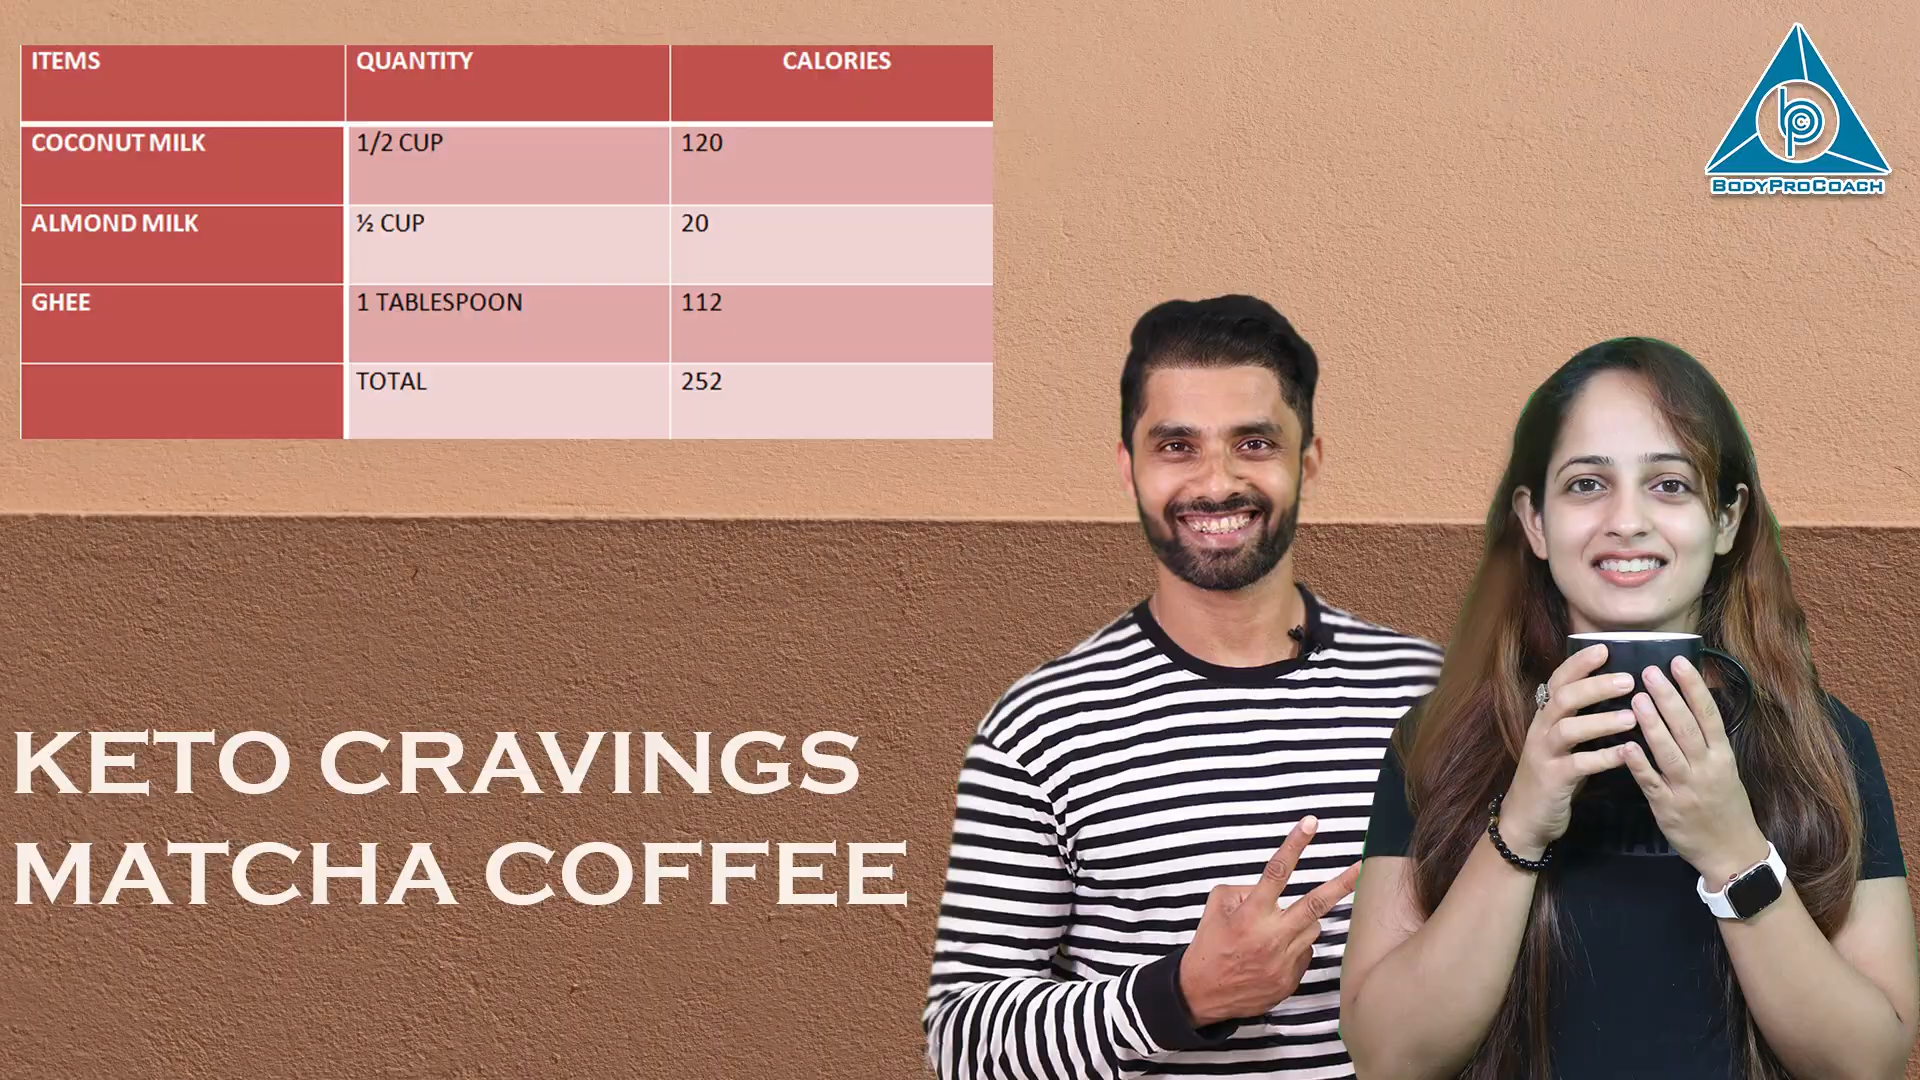 ITEMS QUANTITY CALORIES
COCONUT MILK 1/2 CUP 120
ALMOND MILK ½ CUP 20
GHEE 1 TABLESPOON 112
TOTAL 252
BODYPROCOACH
KETO CRAVINGS
MATCHA COFFEE